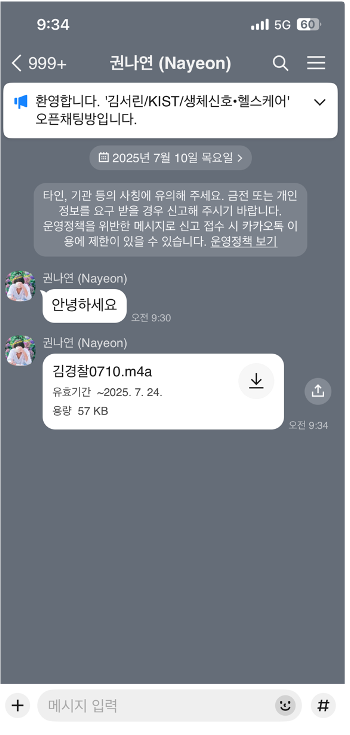 9:34
5G 60
999+
권나연 (Nayeon)
환영합니다. '김서린/KIST/생체신호•헬스케어'
오픈채팅방입니다.
2025년 7월 10일 목요일
타인, 기관 등의 사칭에 유의해 주세요. 금전 또는 개인
정보를 요구 받을 경우 신고해 주시기 바랍니다.
운영정책을 위반한 메시지로 신고 접수 시 카카오톡 이
용에 제한이 있을 수 있습니다. 운영정책 보기
권나연 (Nayeon)
안녕하세요
오전 9:30
권나연 (Nayeon)
김경찰0710.m4a
유효기간 ~2025. 7. 24.
용량 57 KB
오전 9:34
메시지 입력
#